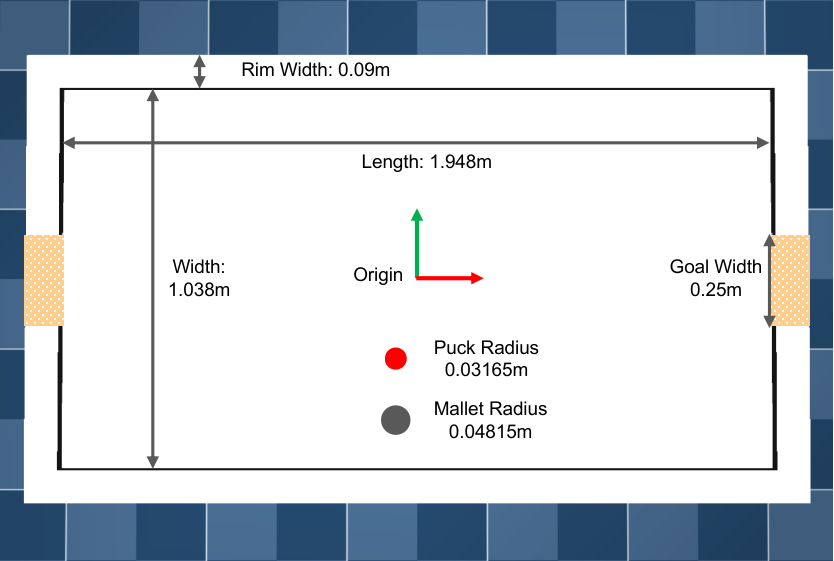 Rim Width: 0.09m
Length: 1.948m
Width:
1.038m
Origin
Goal Width
0.25m
Puck Radius
0.03165m
Mallet Radius
0.04815m